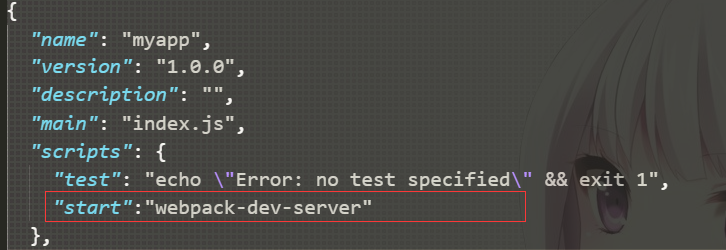 {
"name": "myapp",
"version": "1.0.0",
"description": "",
"main": "index.js",
"scripts": {
"test": "echo \"Error: no test specified\" && exit 1",
"start":"webpack-dev-server"
},